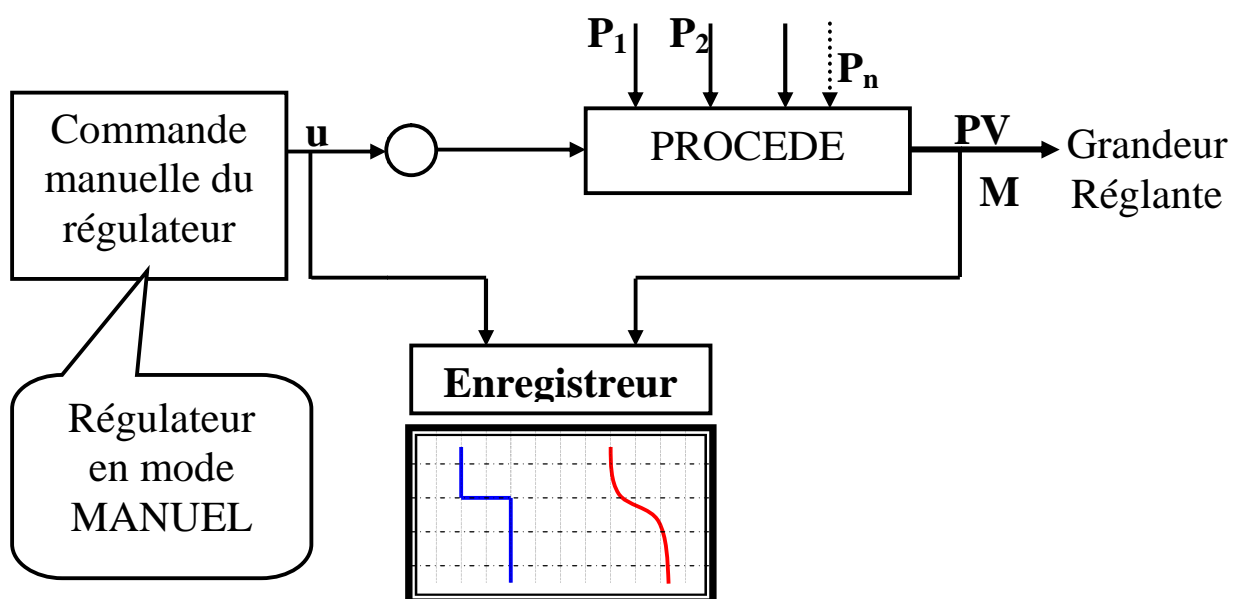 P1
P2
Pn
Commande
manuelle du
régulateur
u
PROCEDE
PV
M
Grandeur
Réglante
Enregistreur
Régulateur
en mode
MANUEL